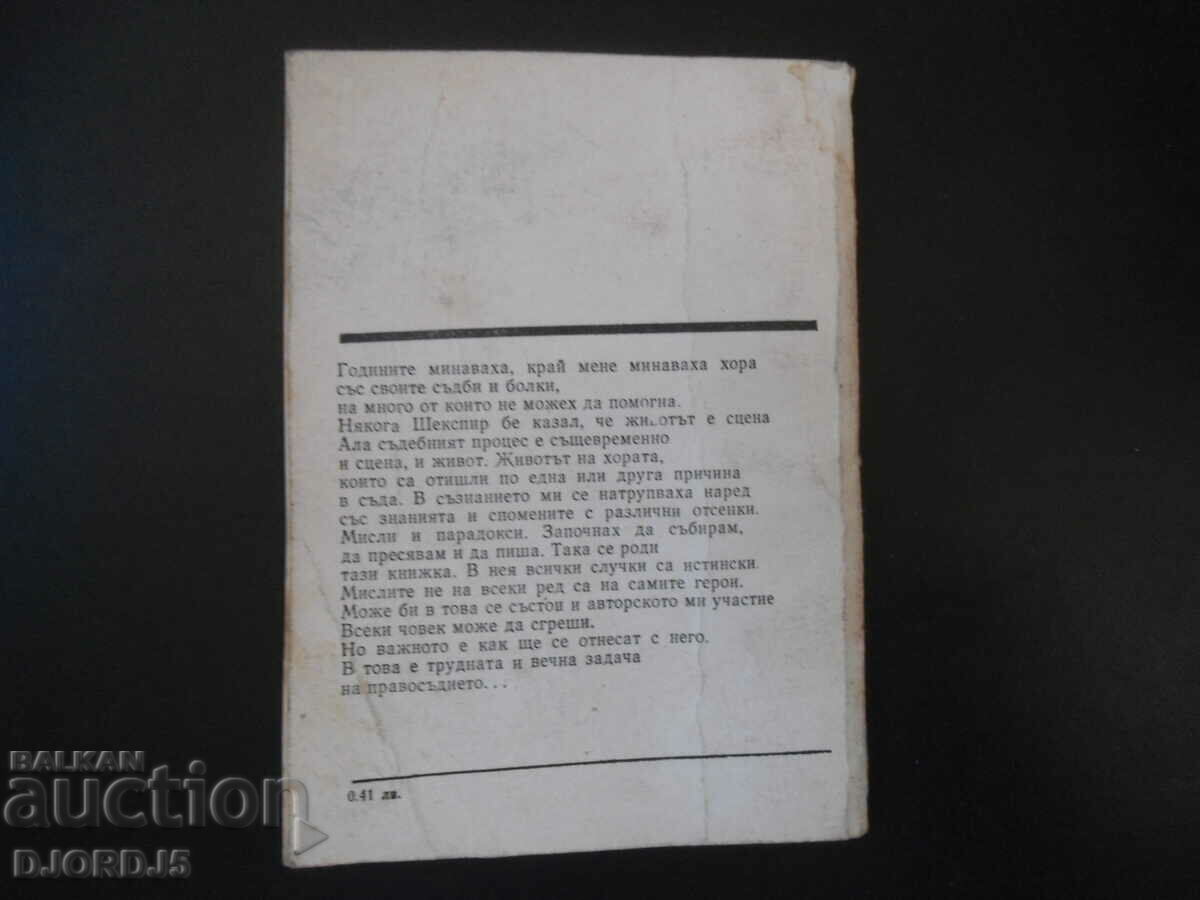 Годините минаваха, край мене минаваха хора
със своите съдби и болки,
на много от които не можех да помогна.
Някога Шекспир бе казал, че животът е сцена
Ала съдебният процес е същевременно
и сцена, и живот. Животът на хората,
които са отишли по една или друга причина
в съда. В съзнанието ми се натрупваха наред
със знанията и спомените с различни отсенки.
Мисли и парадокси. Започнах да събирам,
да пресявам и да пиша. Така се роди
тази книжка. В нея всички случки са истински.
Мислите не на всеки ред са на самите герои.
Може би в това се състои и авторското ми участие
Всеки човек може да сгреши.
Но важното е как ще се отнесат с него.
В това е трудната и вечна задача
на правосъдието...
0.41 лв.
BALKAN
auction
DJORDJ5